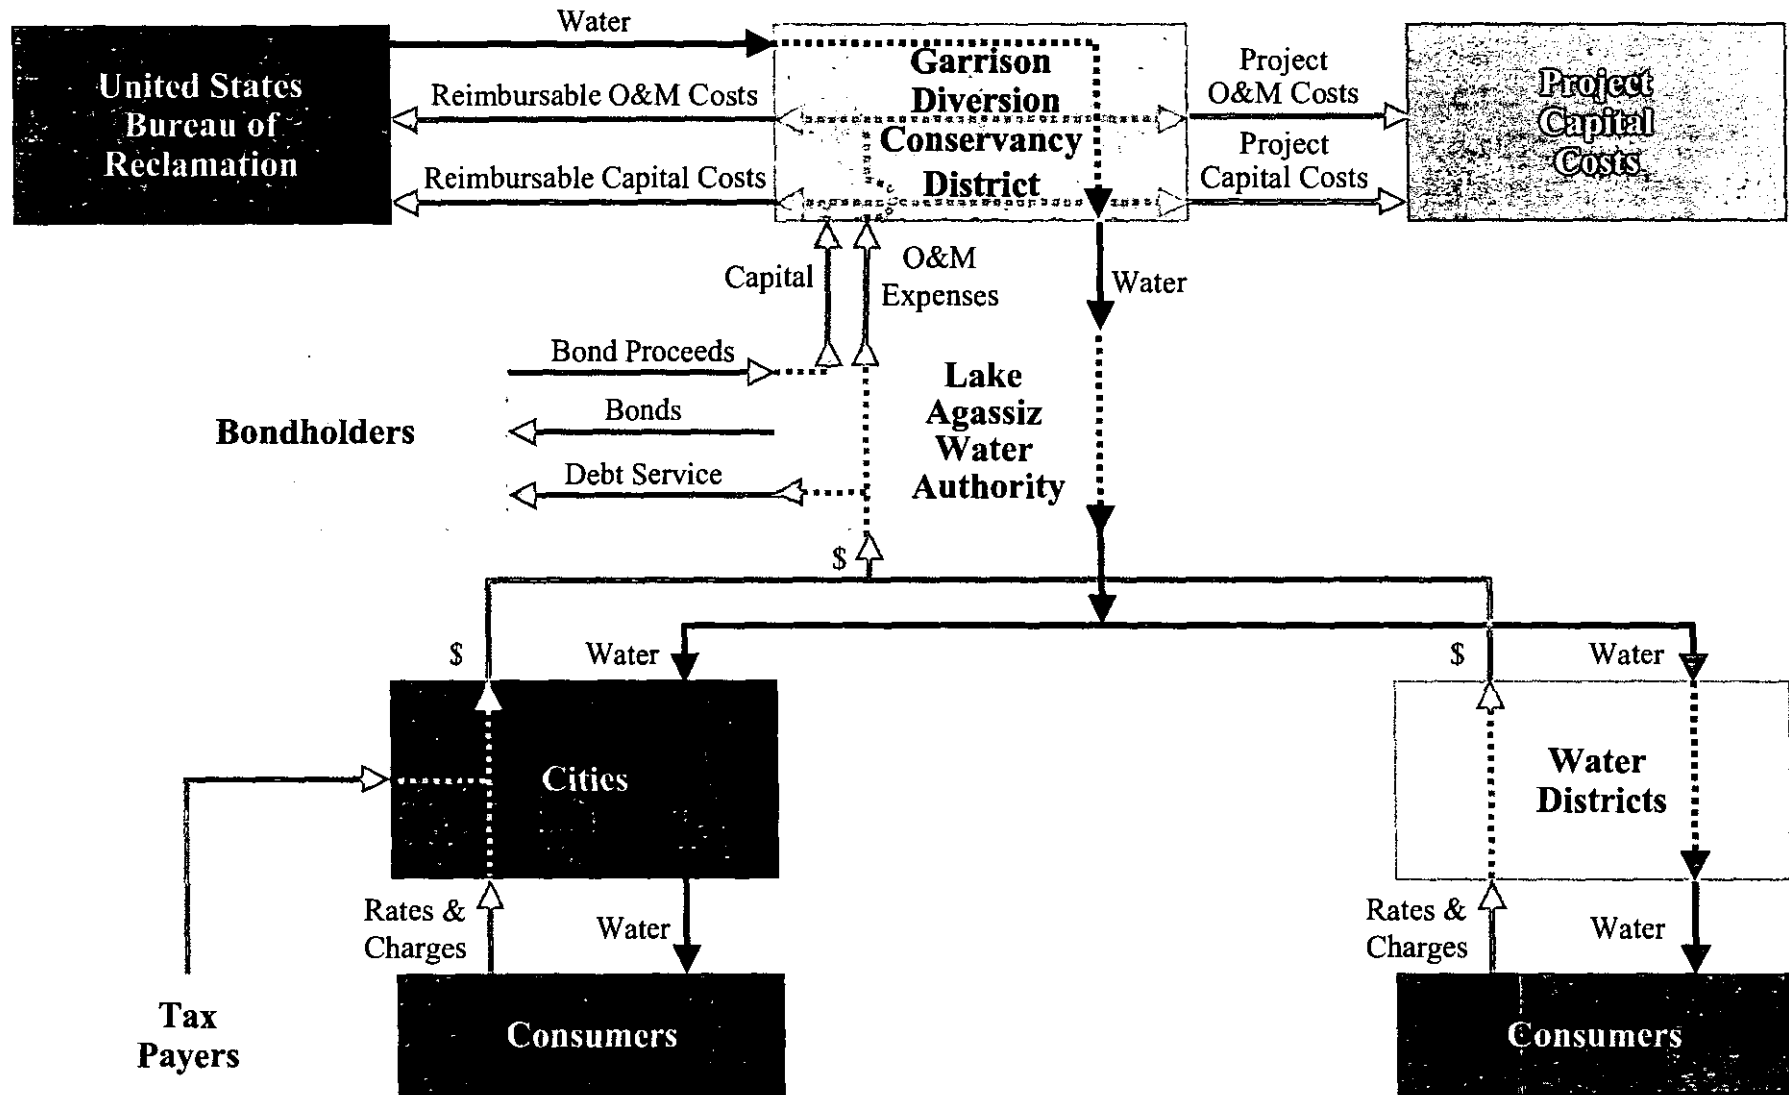 Water
United States
Bureau of
Reclamation
Reimbursable O&M Costs
Reimbursable Capital Costs
Garrison
Diversion
Conservancy
District
Project
O&M Costs
Project
Capital Costs
Project
Capital
Costs
Capital
O&M
Expenses
Water
Bond Proceeds
Bonds
Debt Service
Bondholders
Lake
Agassiz
Water
Authority
$
$
Water
$
Water
Cities
Water
Districts
Rates &
Charges
Water
Rates &
Charges
Water
Tax
Payers
Consumers
Consumers